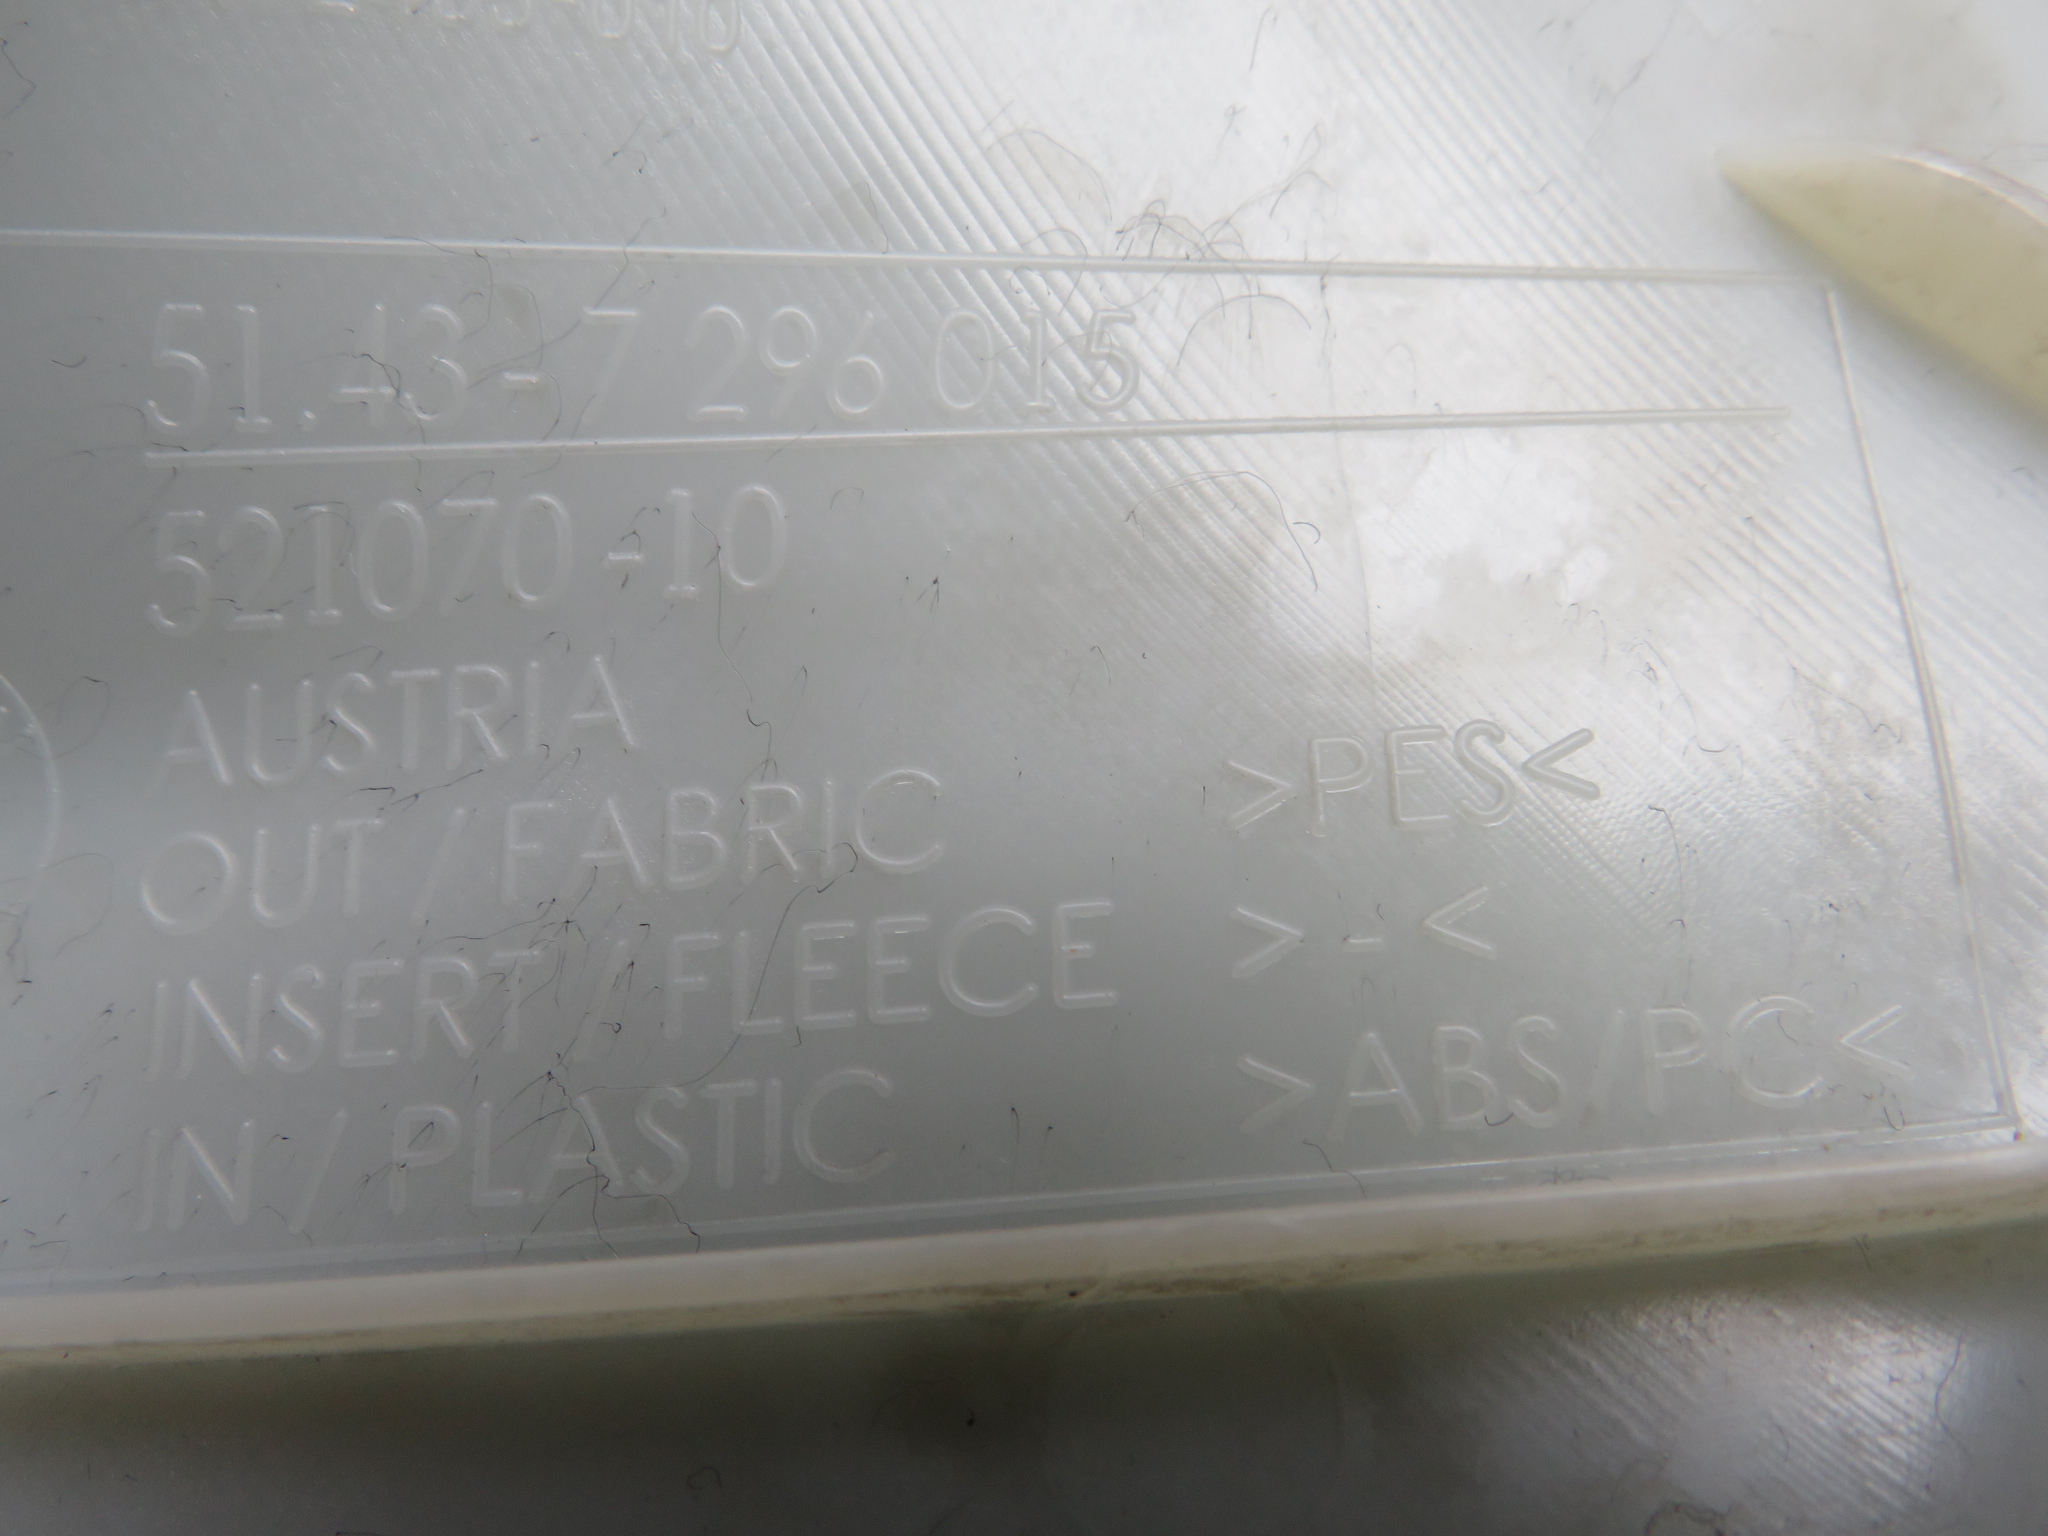 51.43-7 296 015
521070-10
AUSTRIA
OUT/FABRIC >PES<
INSERT/FLEECE >-<
IN/PLASTIC >ABS/PC<